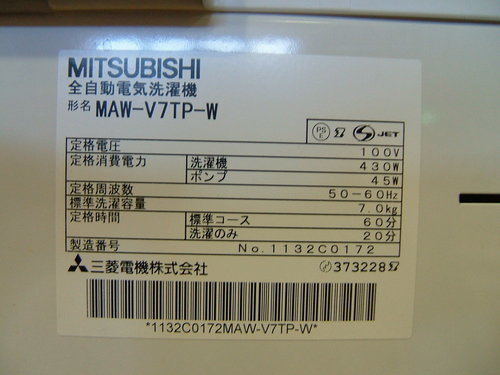 MITSUBISHI
全自動電気洗濯機
形名 MAW-V7TP-W
PS E JET
定格電圧 100V
定格消費電力 洗濯機 430W
ポンプ 45W
定格周波数 50-60Hz
標準洗濯容量 7.0kg
定格時間 標準コース 60分
洗濯のみ 20分
製造番号 No.1132C0172
三菱電機株式会社 373228
*1132C0172MAW-V7TP-W*